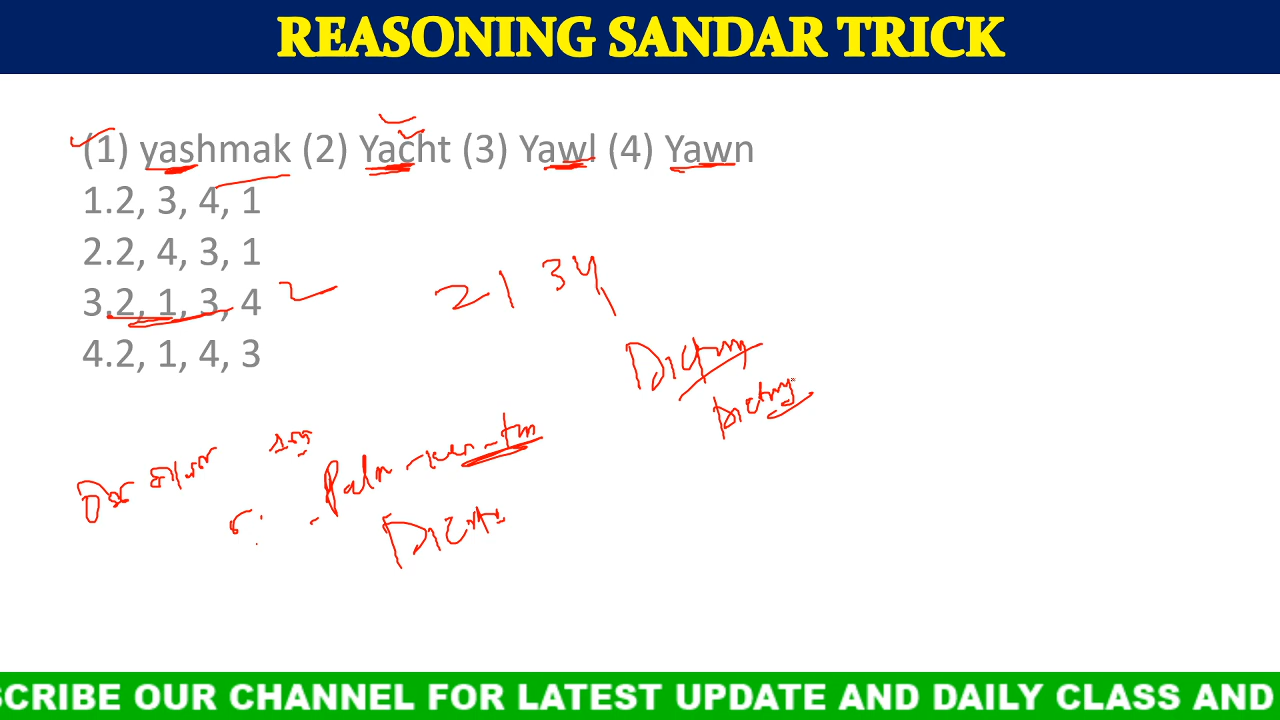 REASONING SANDAR TRICK
(1) yashmak (2) Yacht (3) Yawl (4) Yawn
1.2, 3, 4, 1
2.2, 4, 3, 1
3.2, 1, 3, 4
2 1 3 4
4.2, 1, 4, 3
SCRIBE OUR CHANNEL FOR LATEST UPDATE AND DAILY CLASS AND